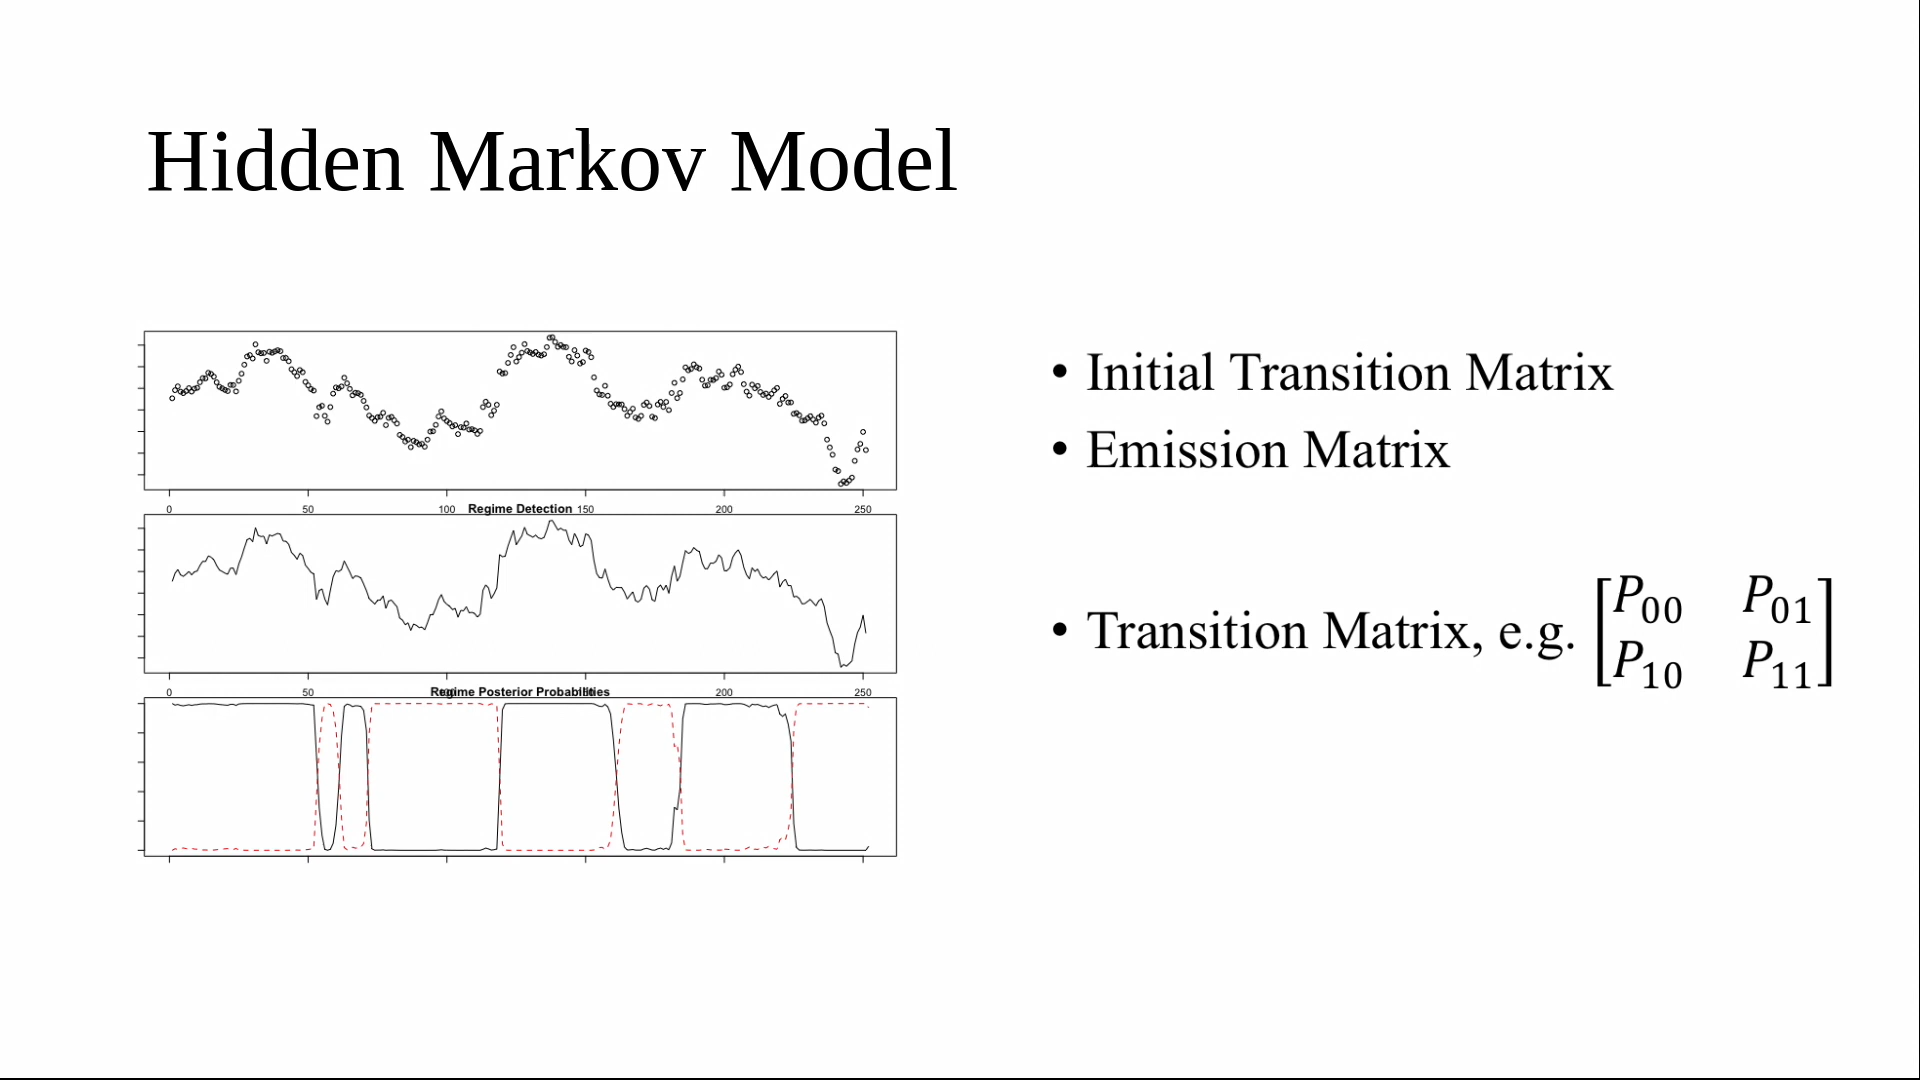 Hidden Markov Model
0 50 100 Regime Detection 150 200 250
0 50 Regime Posterior Probabilities 200 250
• Initial Transition Matrix
• Emission Matrix
• Transition Matrix, e.g. [P00 P01
P10 P11]